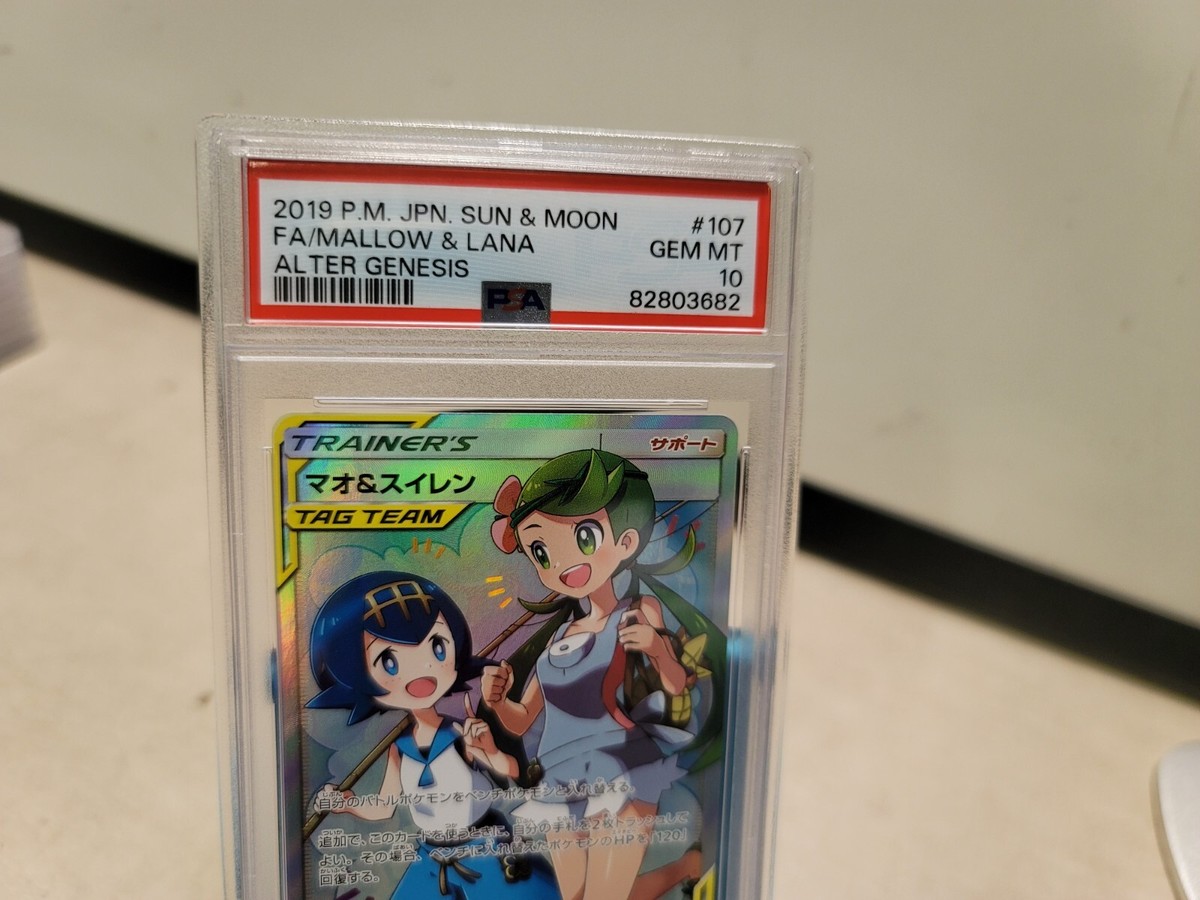 2019 P.M. JPN. SUN & MOON #107
FA/MALLOW & LANA GEM MT
ALTER GENESIS 10
PSA 82803682
TRAINER'S サポート
マオ&スイレン
TAG TEAM
自分のバトルポケモンをベンチポケモンと入れ替える。
追加で、このカードを使うときに、自分の手札を2枚トラッシュして
よい。その場合、ベンチに入れ替えたポケモンのHPを「120」
回復する。